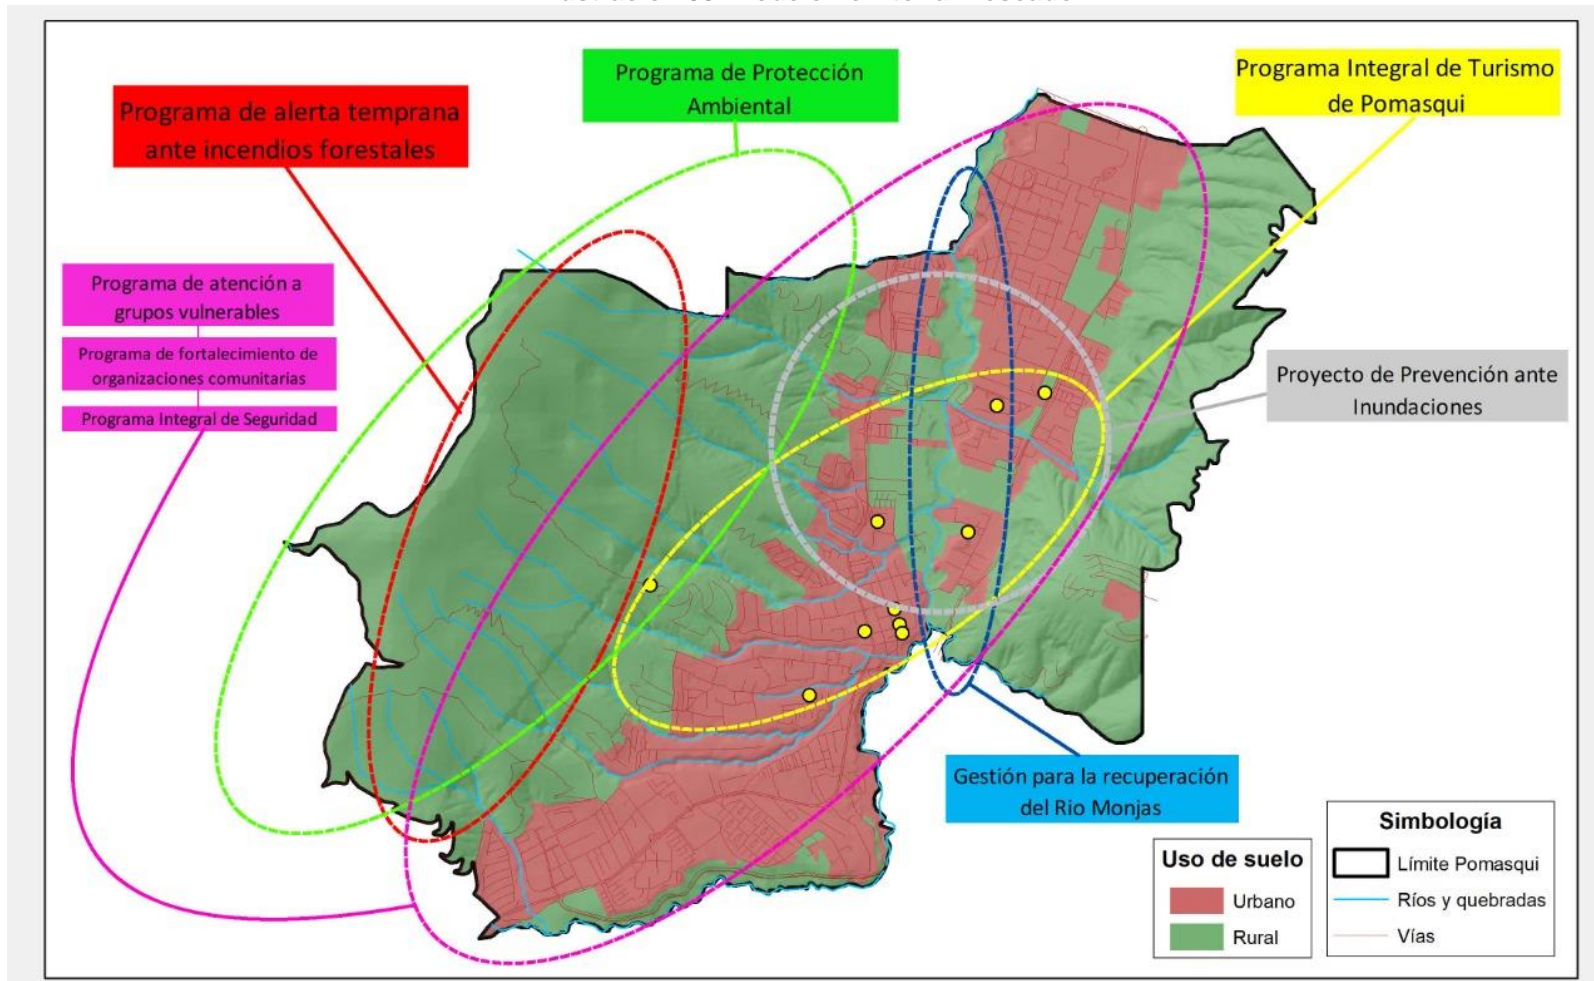 Programa de alerta temprana
ante incendios forestales
Programa de Protección
Ambiental
Programa Integral de Turismo
de Pomasqui
Programa de atención a
grupos vulnerables
Programa de fortalecimiento de
organizaciones comunitarias
Programa Integral de Seguridad
Proyecto de Prevención ante
Inundaciones
Gestión para la recuperación
del Rio Monjas
Uso de suelo
Urbano
Rural
Simbología
Límite Pomasqui
Ríos y quebradas
Vías